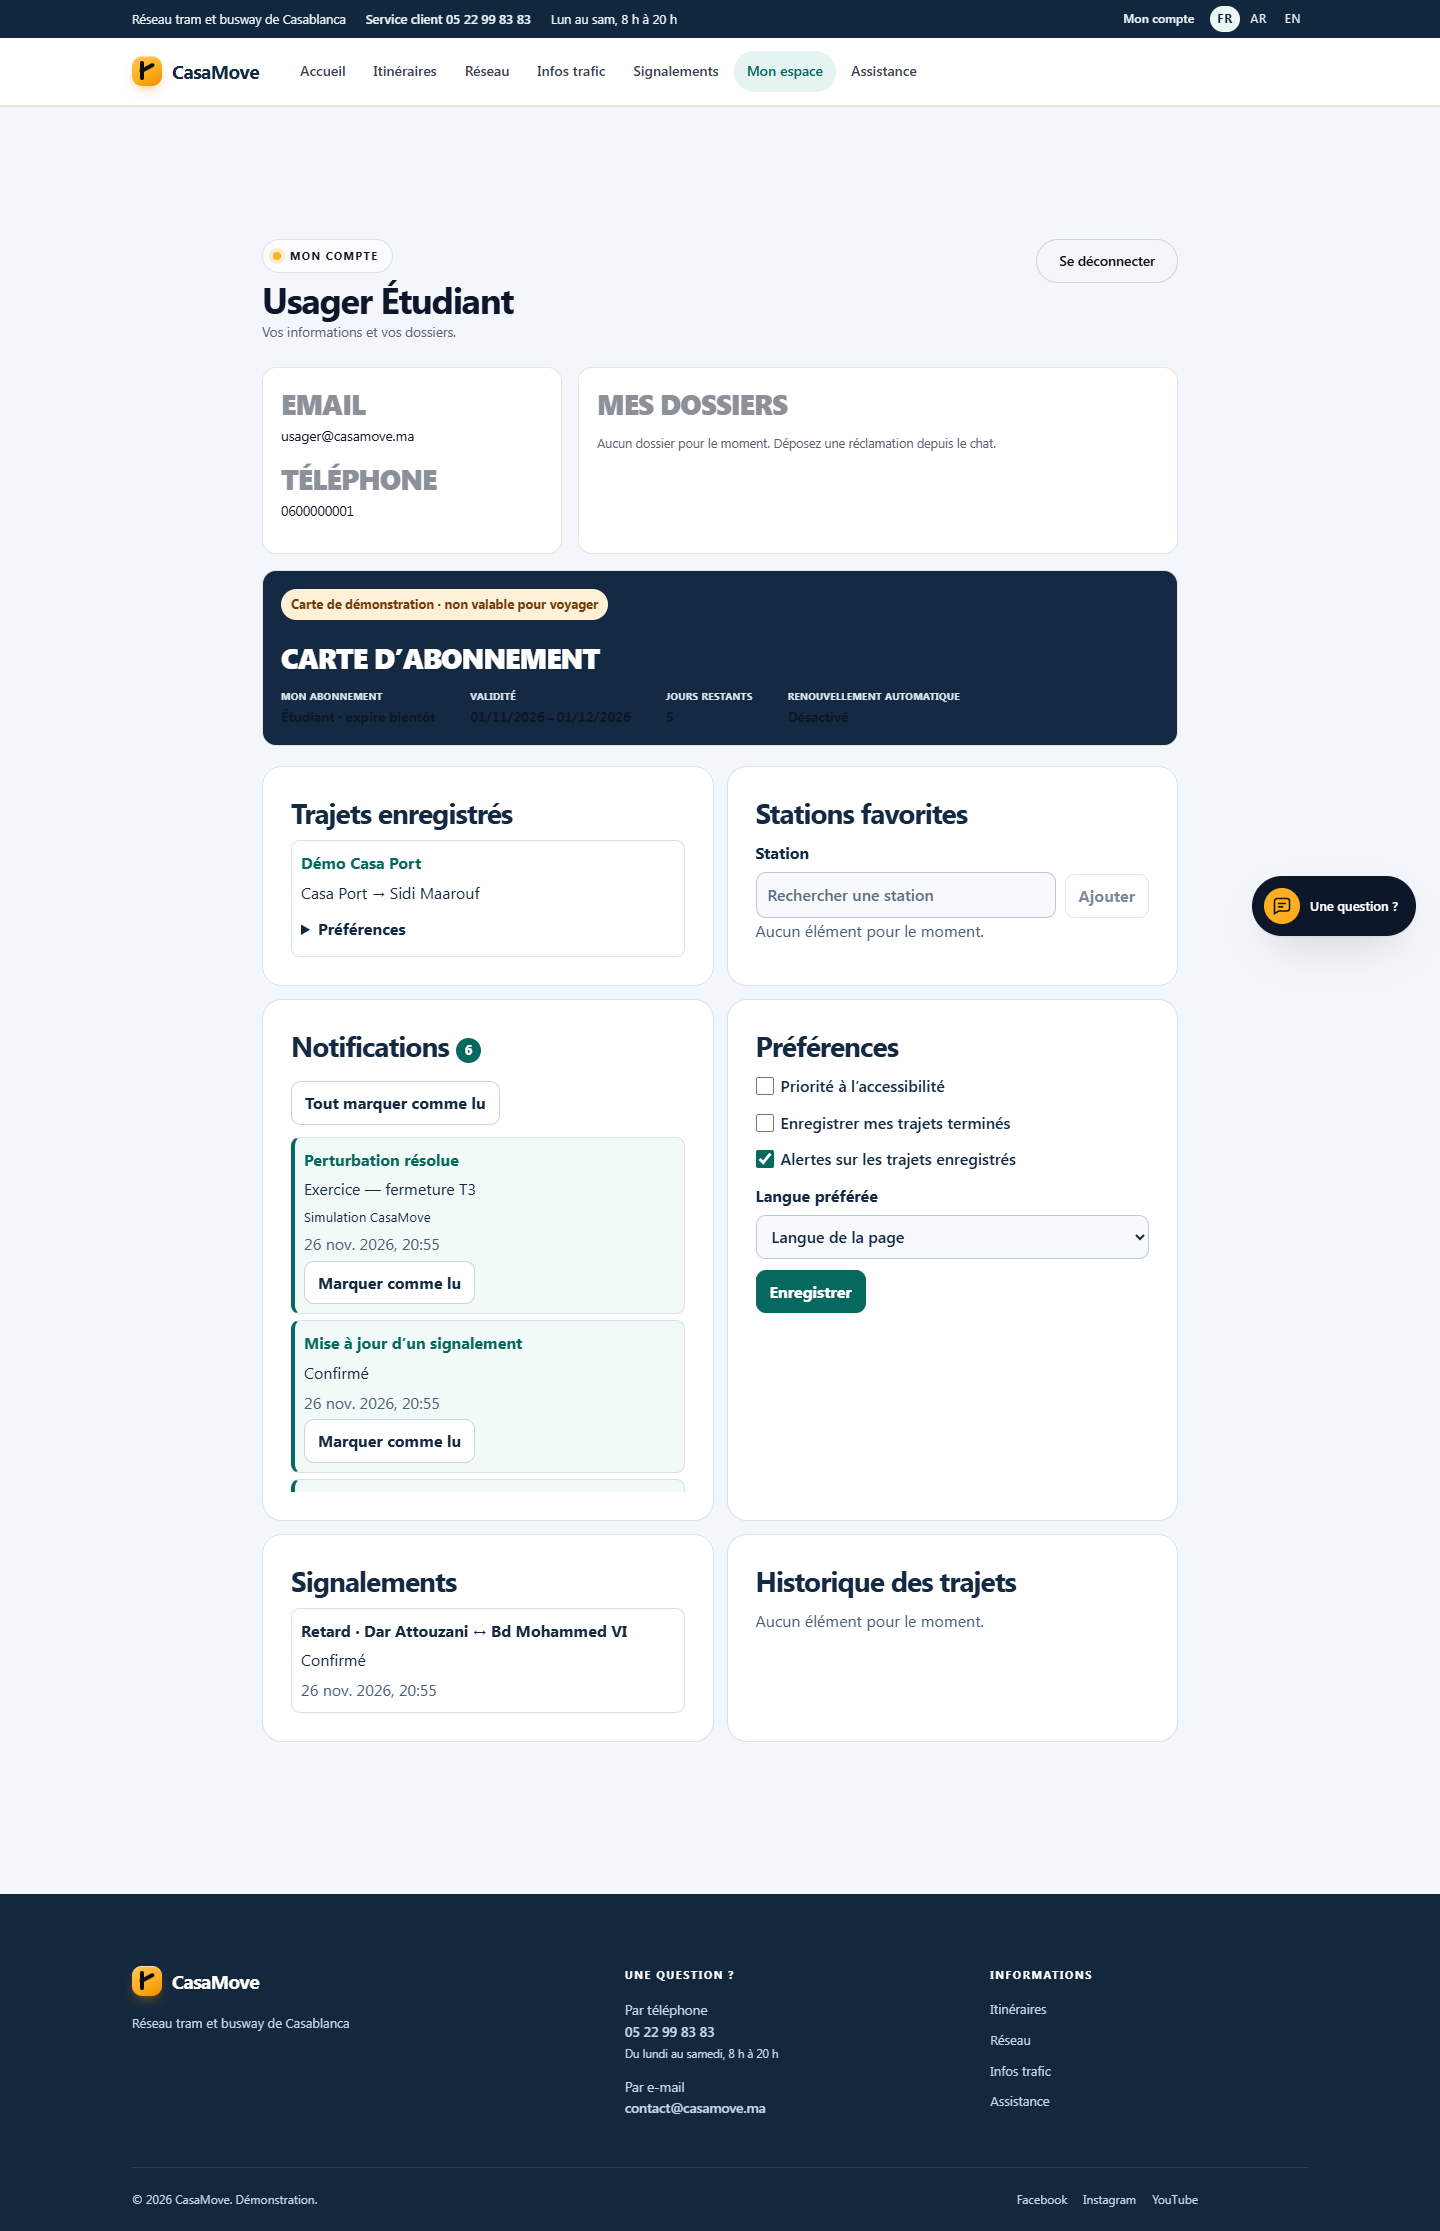 Réseau tram et busway de Casablanca Service client 05 22 99 83 83 Lun au sam, 8 h à 20 h Mon compte FR AR EN
CasaMove Accueil Itinéraires Réseau Infos trafic Signalements Mon espace Assistance
MON COMPTE
Se déconnecter
Usager Étudiant
Vos informations et vos dossiers.
EMAIL
usager@casamove.ma
TÉLÉPHONE
0600000001
MES DOSSIERS
Aucun dossier pour le moment. Déposez une réclamation depuis le chat.
Carte de démonstration · non valable pour voyager
CARTE D’ABONNEMENT
MON ABONNEMENT VALIDITÉ JOURS RESTANTS RENOUVELLEMENT AUTOMATIQUE
Étudiant · expire bientôt 01/11/2026 – 01/12/2026 5 Désactivé
Trajets enregistrés
Démo Casa Port
Casa Port → Sidi Maarouf
Préférences
Stations favorites
Station
Rechercher une station Ajouter
Aucun élément pour le moment.
Une question ?
Notifications 6
Tout marquer comme lu
Perturbation résolue
Exercice — fermeture T3
Simulation CasaMove
26 nov. 2026, 20:55
Marquer comme lu
Mise à jour d’un signalement
Confirmé
26 nov. 2026, 20:55
Marquer comme lu
Préférences
Priorité à l’accessibilité
Enregistrer mes trajets terminés
Alertes sur les trajets enregistrés
Langue préférée
Langue de la page
Enregistrer
Signalements
Retard · Dar Attouzani ↔ Bd Mohammed VI
Confirmé
26 nov. 2026, 20:55
Historique des trajets
Aucun élément pour le moment.
CasaMove
Réseau tram et busway de Casablanca
UNE QUESTION ?
Par téléphone
05 22 99 83 83
Du lundi au samedi, 8 h à 20 h
Par e-mail
contact@casamove.ma
INFORMATIONS
Itinéraires
Réseau
Infos trafic
Assistance
© 2026 CasaMove. Démonstration. Facebook Instagram YouTube